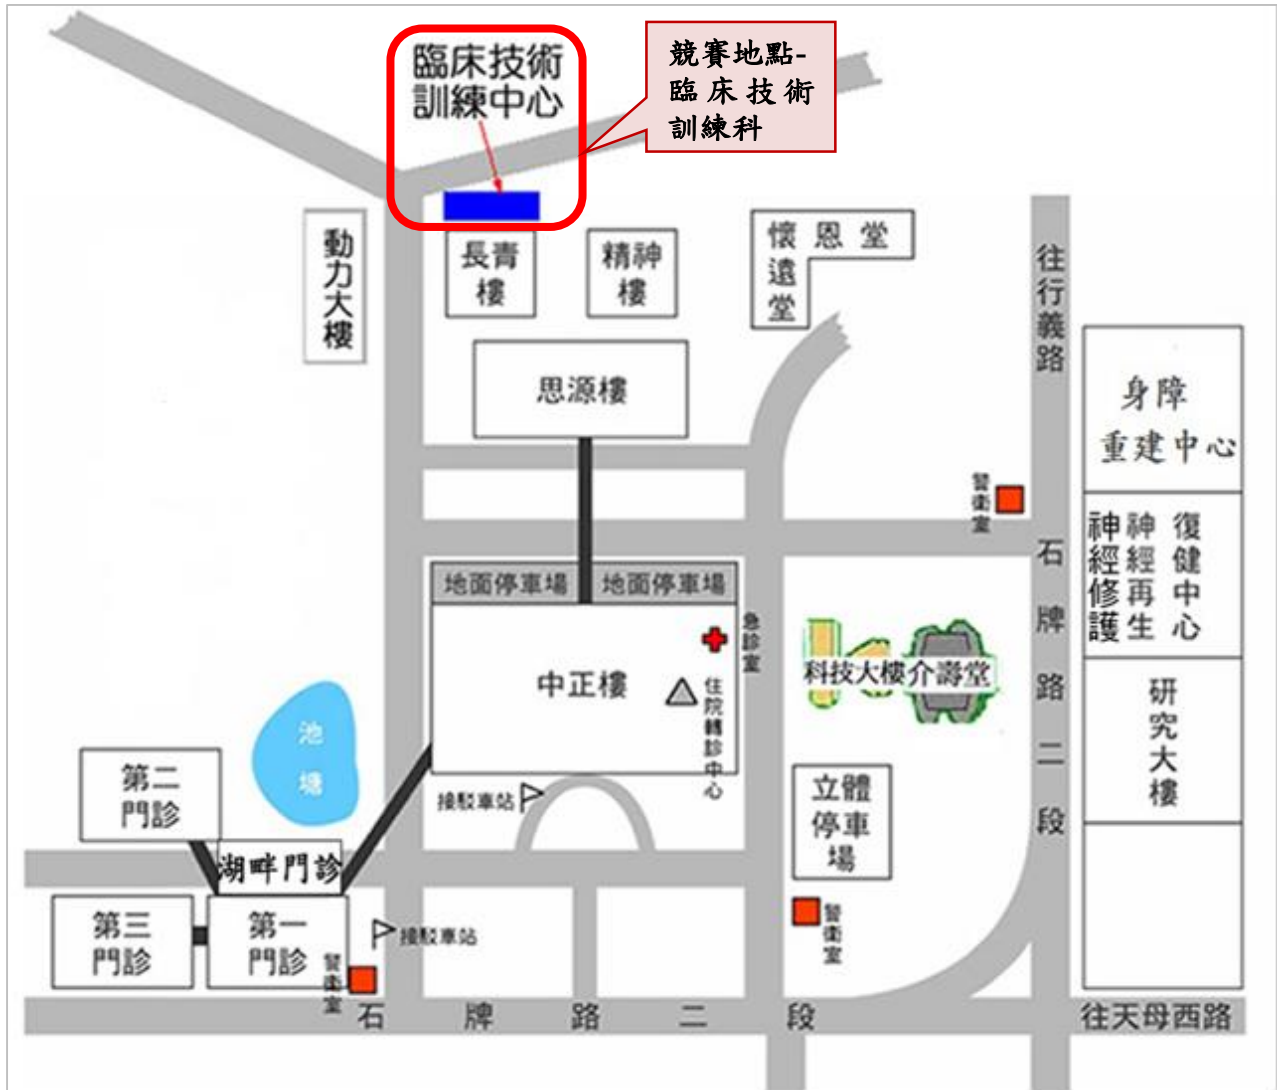 臨床技術
訓練中心
競賽地點-
臨床技術
訓練科
動力大樓
長青
樓
精神
樓
懷恩堂
遠堂
往行義路
思源樓
身障
重建中心
警衛室
神經修護
神經再生
復健中心
石牌路二段
地面停車場
地面停車場
急診室
中正樓
住院轉診中心
科技大樓
介壽堂
研究大樓
池塘
第二
門診
接駁車站
立體
停車
場
湖畔門診
第三
門診
第一
門診
接駁車站
警衛室
警衛室
石牌路二段
往天母西路